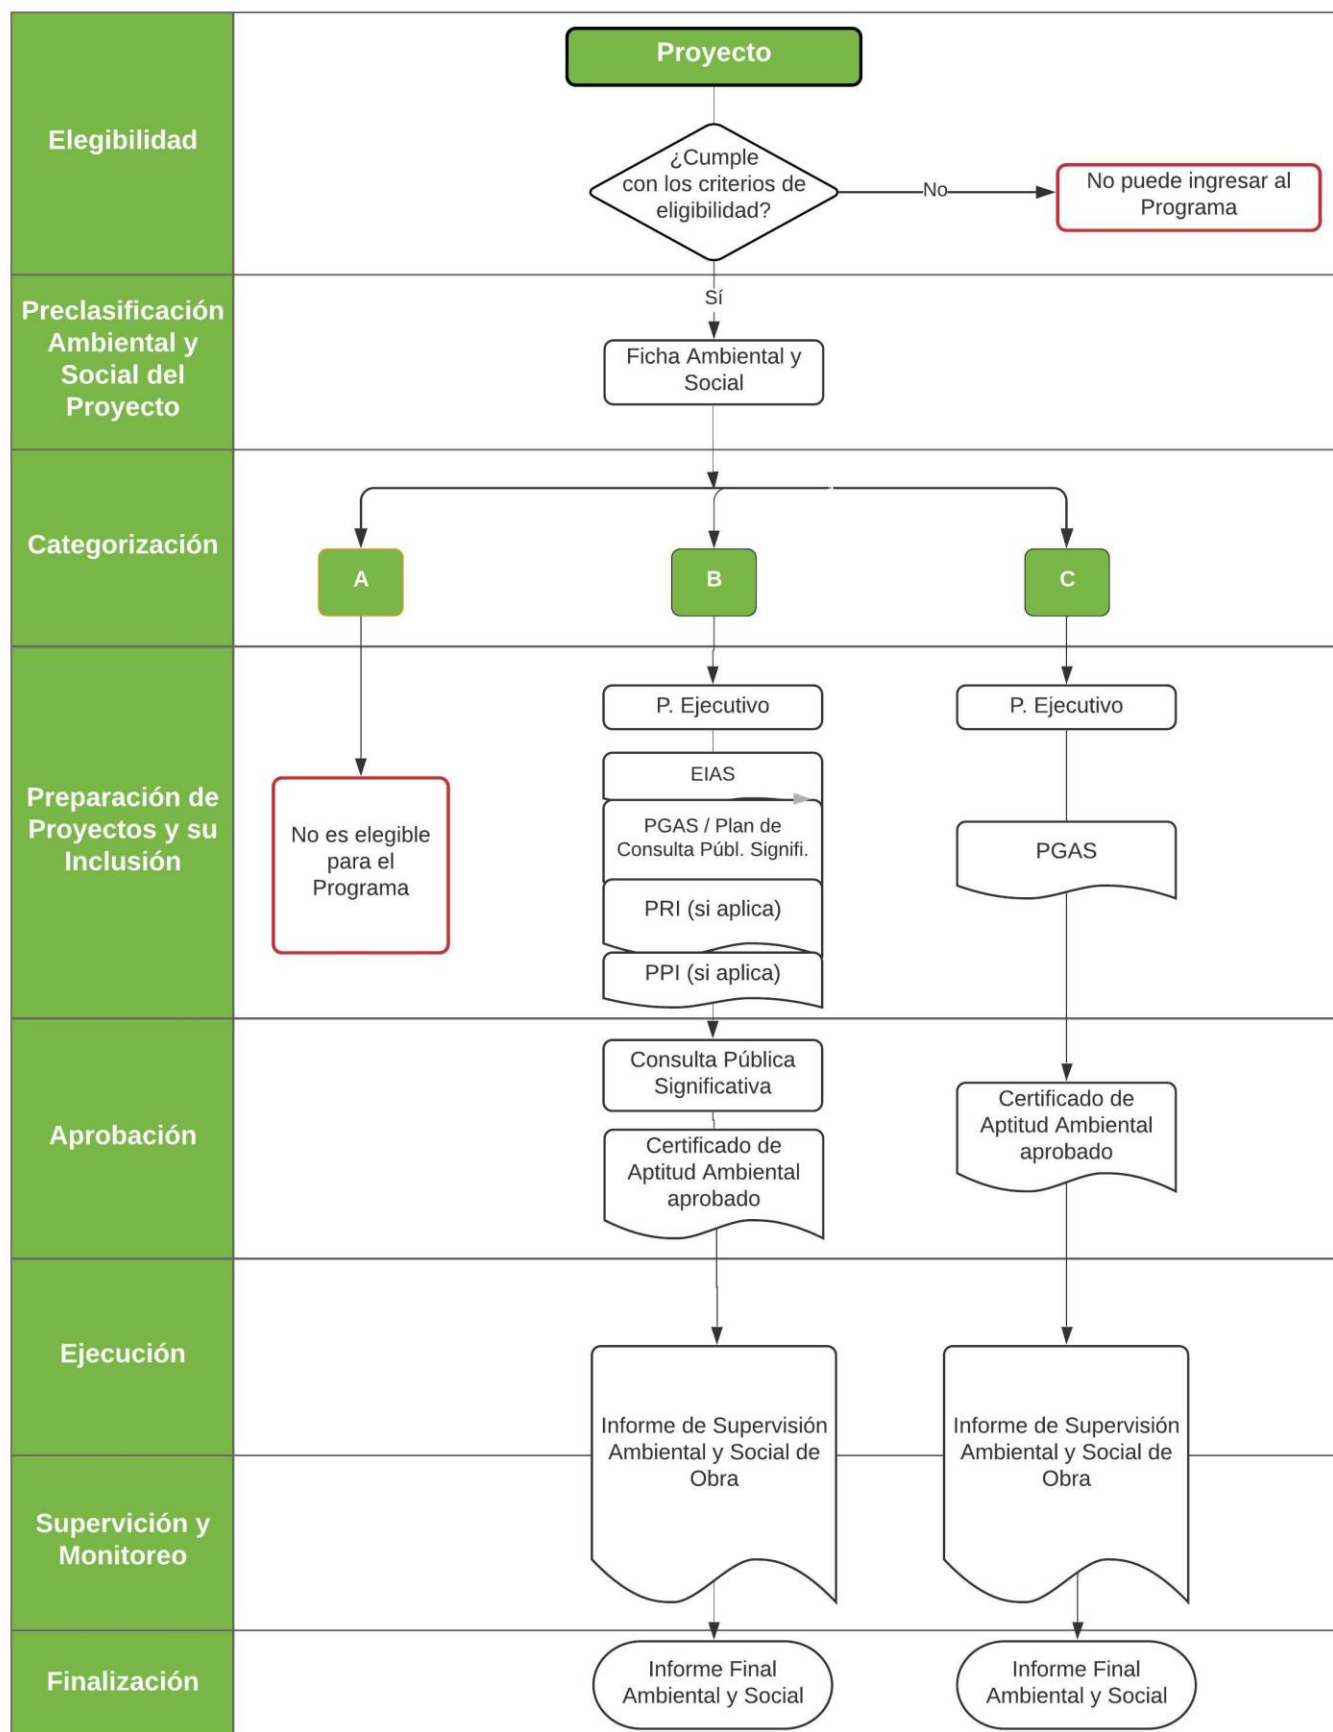 Proyecto
Elegibilidad
¿Cumple
con los criterios de
eligibilidad?
No
No puede ingresar al
Programa
Sí
Preclasificación
Ambiental y
Social del
Proyecto
Ficha Ambiental y
Social
Categorización
A
B
C
Preparación de
Proyectos y su
Inclusión
No es elegible
para el
Programa
P. Ejecutivo
EIAS
PGAS / Plan de
Consulta Públ. Signifi.
PRI (si aplica)
PPI (si aplica)
P. Ejecutivo
PGAS
Aprobación
Consulta Pública
Significativa
Certificado de
Aptitud Ambiental
aprobado
Certificado de
Aptitud Ambiental
aprobado
Ejecución
Supervición y
Monitoreo
Informe de Supervisión
Ambiental y Social de
Obra
Informe de Supervisión
Ambiental y Social de
Obra
Finalización
Informe Final
Ambiental y Social
Informe Final
Ambiental y Social